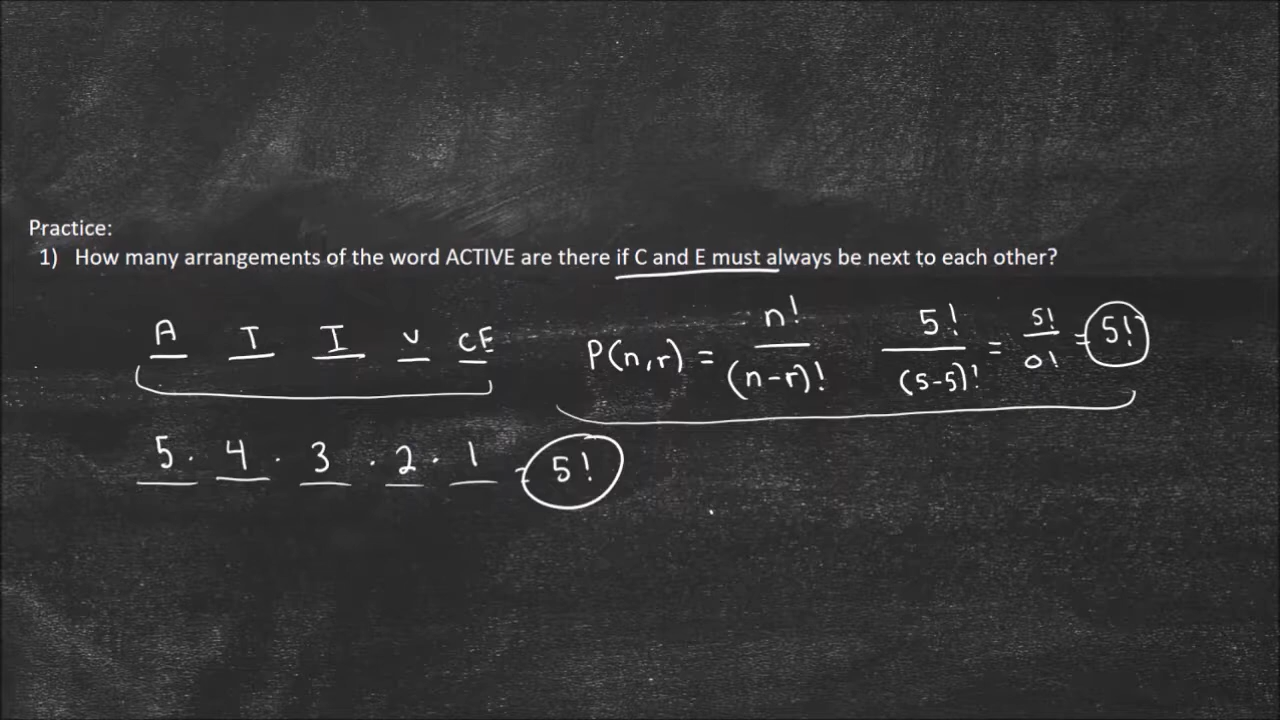 Practice:
1) How many arrangements of the word ACTIVE are there if C and E must always be next to each other?
A T I V CE
P(n,r) = n!/(n-r)! 5!/(5-5)! = 5!/0! = 5!
5 · 4 · 3 · 2 · 1 = 5!